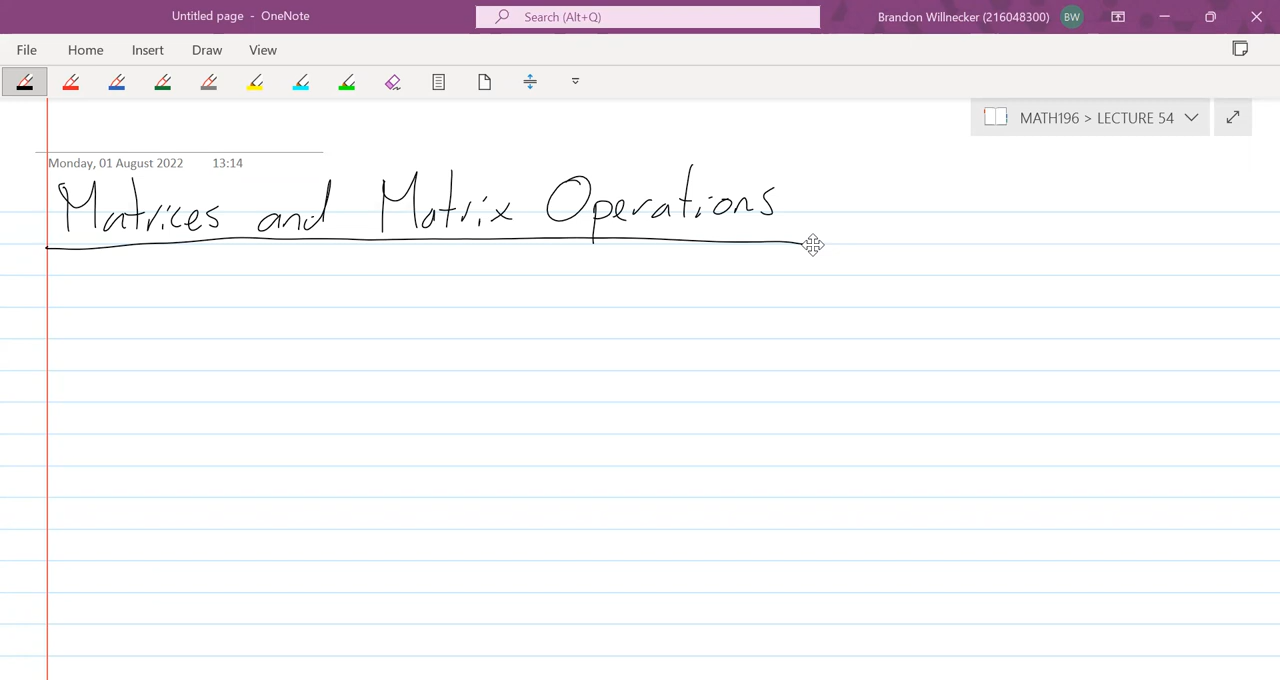 Untitled page - OneNote
Search (Alt+Q)
Brandon Willnecker (216048300) BW
File Home Insert Draw View
MATH196 > LECTURE 54
Monday, 01 August 2022 13:14
Matrices and Matrix Operations